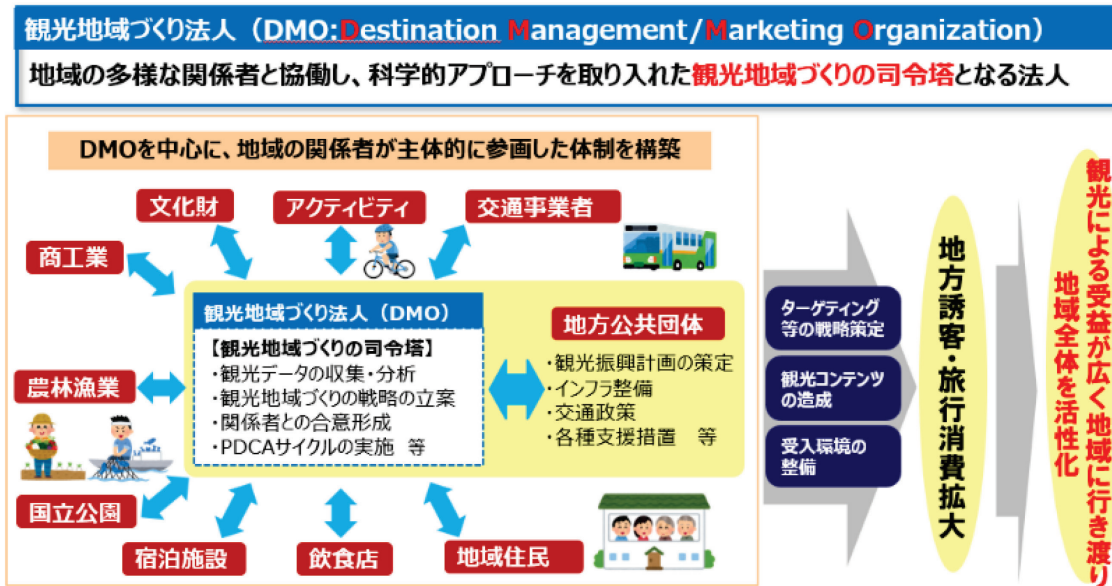 観光地域づくり法人（DMO:Destination Management/Marketing Organization）
地域の多様な関係者と協働し、科学的アプローチを取り入れた観光地域づくりの司令塔となる法人
DMOを中心に、地域の関係者が主体的に参画した体制を構築
文化財
アクティビティ
交通事業者
商工業
農林漁業
国立公園
宿泊施設
飲食店
地域住民
観光地域づくり法人（DMO）
【観光地域づくりの司令塔】
・観光データの収集・分析
・観光地域づくりの戦略の立案
・関係者との合意形成
・PDCAサイクルの実施 等
地方公共団体
・観光振興計画の策定
・インフラ整備
・交通政策
・各種支援措置 等
ターゲティング
等の戦略策定
観光コンテンツ
の造成
受入環境の
整備
地方誘客・旅行消費拡大
観光による受益が広く地域に行き渡り
地域全体を活性化